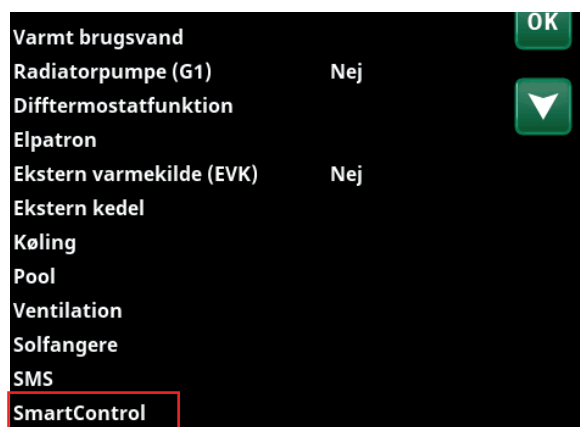 OK
Varmt brugsvand
Radiatorpumpe (G1) Nej
Difftermostatfunktion
Elpatron
Ekstern varmekilde (EVK) Nej
Ekstern kedel
Køling
Pool
Ventilation
Solfangere
SMS
SmartControl